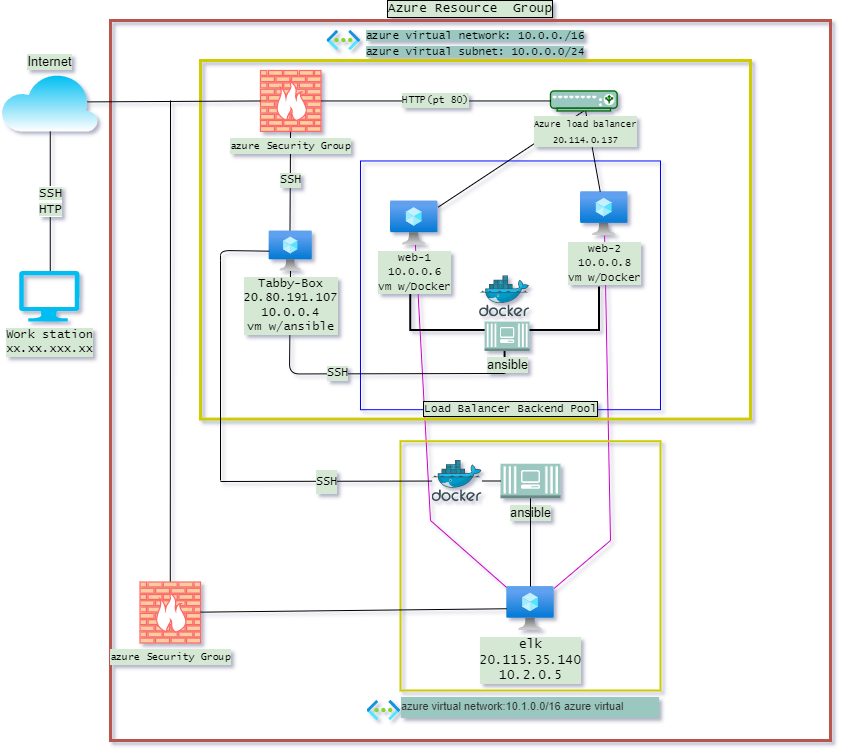 Azure Resource Group
azure virtual network: 10.0.0./16
azure virtual subnet: 10.0.0.0/24
Internet
HTTP(pt 80)
Azure load balancer
20.114.0.137
azure Security Group
SSH
SSH
HTP
web-1
10.0.0.6
vm w/Docker
web-2
10.0.0.8
vm w/Docker
Tabby-Box
20.80.191.107
10.0.0.4
vm w/ansible
docker
Work station
xx.xx.xxx.xx
ansible
SSH
Load Balancer Backend Pool
SSH
docker
ansible
azure Security Group
elk
20.115.35.140
10.2.0.5
azure virtual network:10.1.0.0/16 azure virtual